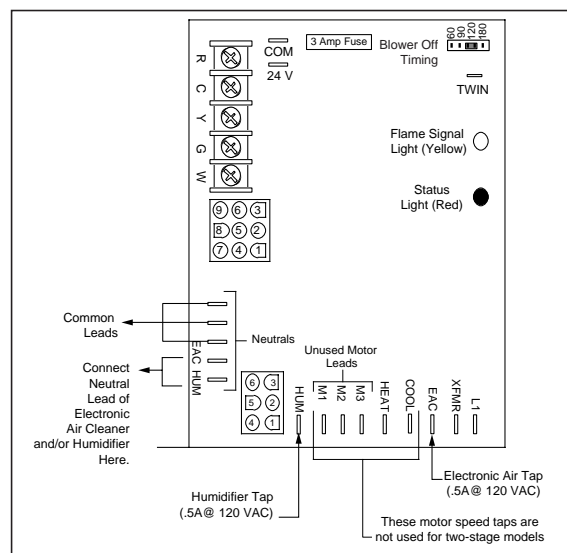 R
C
Y
G
W
COM
24 V
3 Amp Fuse
Blower Off
Timing
60
90
120
180
TWIN
Flame Signal
Light (Yellow)
Status
Light (Red)
9 6 3
8 5 2
7 4 1
Common
Leads
Neutrals
EAC HUM
Connect
Neutral
Lead of
Electronic
Air Cleaner
and/or Humidifier
Here.
Unused Motor
Leads
6 3
5 2
4 1
HUM
M1
M2
M3
HEAT
COOL
EAC
XFMR
L1
Humidifier Tap
(.5A@ 120 VAC)
Electronic Air Tap
(.5A@ 120 VAC)
These motor speed taps are
not used for two-stage models